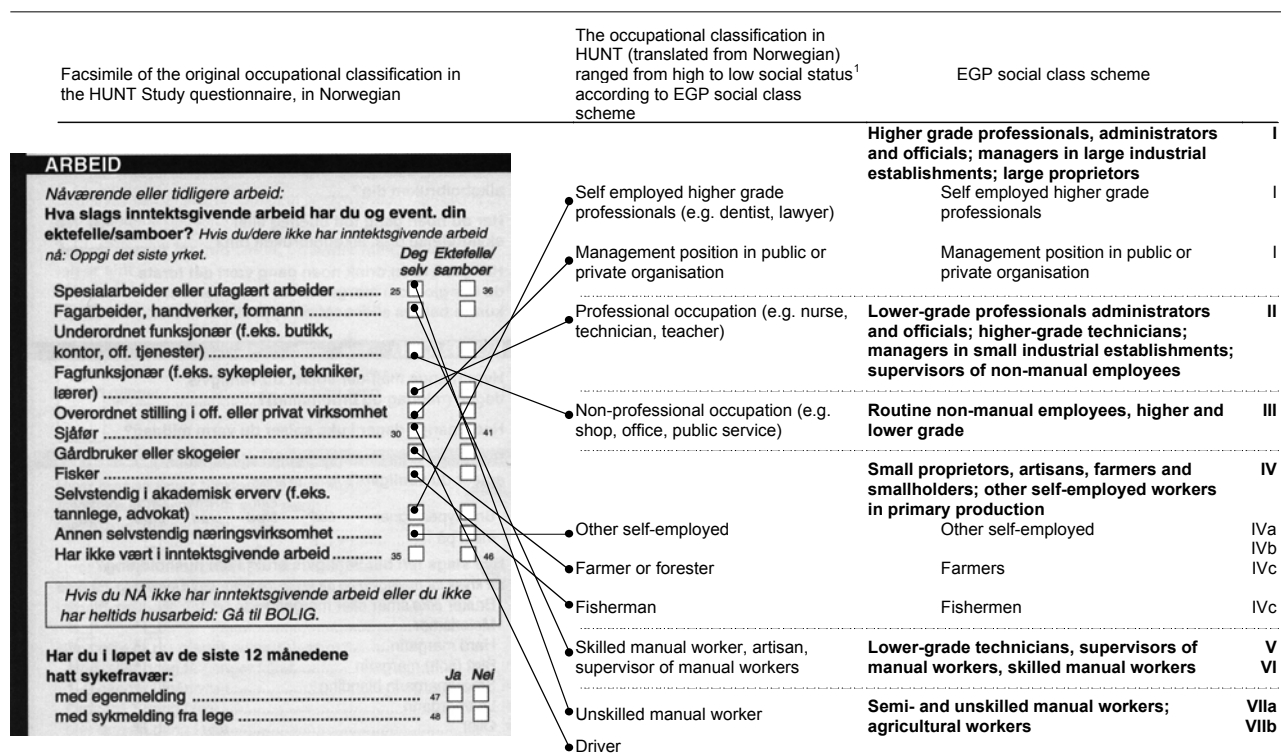 Facsimile of the original occupational classification in
the HUNT Study questionnaire, in Norwegian
The occupational classification in
HUNT (translated from Norwegian)
ranged from high to low social status¹
according to EGP social class
scheme
EGP social class scheme
ARBEID
Nåværende eller tidligere arbeid:
Hva slags inntektsgivende arbeid har du og event. din
ektefelle/samboer? Hvis du/dere ikke har inntektsgivende arbeid
nå: Oppgi det siste yrket.
Deg Ektefelle/
selv samboer
Spesialarbeider eller ufaglært arbeider .......... 25 36
Fagarbeider, handverker, formann ..............
Underordnet funksjonær (f.eks. butikk,
kontor, off. tjenester) ..................................
Fagfunksjonær (f.eks. sykepleier, tekniker,
lærer) ......................................................
Overordnet stilling i off. eller privat virksomhet
Sjåfør ...................................................... 30 41
Gårdbruker eller skogeier ..........................
Fisker ......................................................
Selvstendig i akademisk erverv (f.eks.
tannlege, advokat) .....................................
Annen selvstendig næringsvirksomhet ..........
Har ikke vært i inntektsgivende arbeid ........... 35 46
Hvis du NÅ ikke har inntektsgivende arbeid eller du ikke
har heltids husarbeid: Gå til BOLIG.
Har du i løpet av de siste 12 månedene
hatt sykefravær: Ja Nei
med egenmelding ..................................... 47
med sykmelding fra lege ............................. 48
Self employed higher grade
professionals (e.g. dentist, lawyer)
Management position in public or
private organisation
Professional occupation (e.g. nurse,
technician, teacher)
Non-professional occupation (e.g.
shop, office, public service)
Other self-employed
Farmer or forester
Fisherman
Skilled manual worker, artisan,
supervisor of manual workers
Unskilled manual worker
Driver
Higher grade professionals, administrators I
and officials; managers in large industrial
establishments; large proprietors
Self employed higher grade I
professionals
Management position in public or I
private organisation
Lower-grade professionals administrators II
and officials; higher-grade technicians;
managers in small industrial establishments;
supervisors of non-manual employees
Routine non-manual employees, higher and III
lower grade
Small proprietors, artisans, farmers and IV
smallholders; other self-employed workers
in primary production
Other self-employed IVa
IVb
Farmers IVc
Fishermen IVc
Lower-grade technicians, supervisors of V
manual workers, skilled manual workers VI
Semi- and unskilled manual workers; VIIa
agricultural workers VIIb